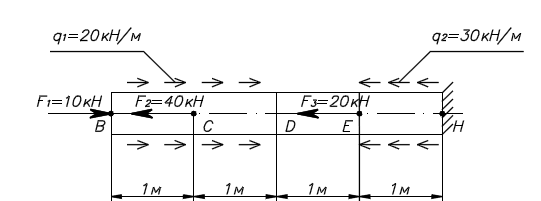 q₁=20кН/м
q₂=30кН/м
F₁=10кН
F₂=40кН
F₃=20кН
B
C
D
E
H
1м
1м
1м
1м